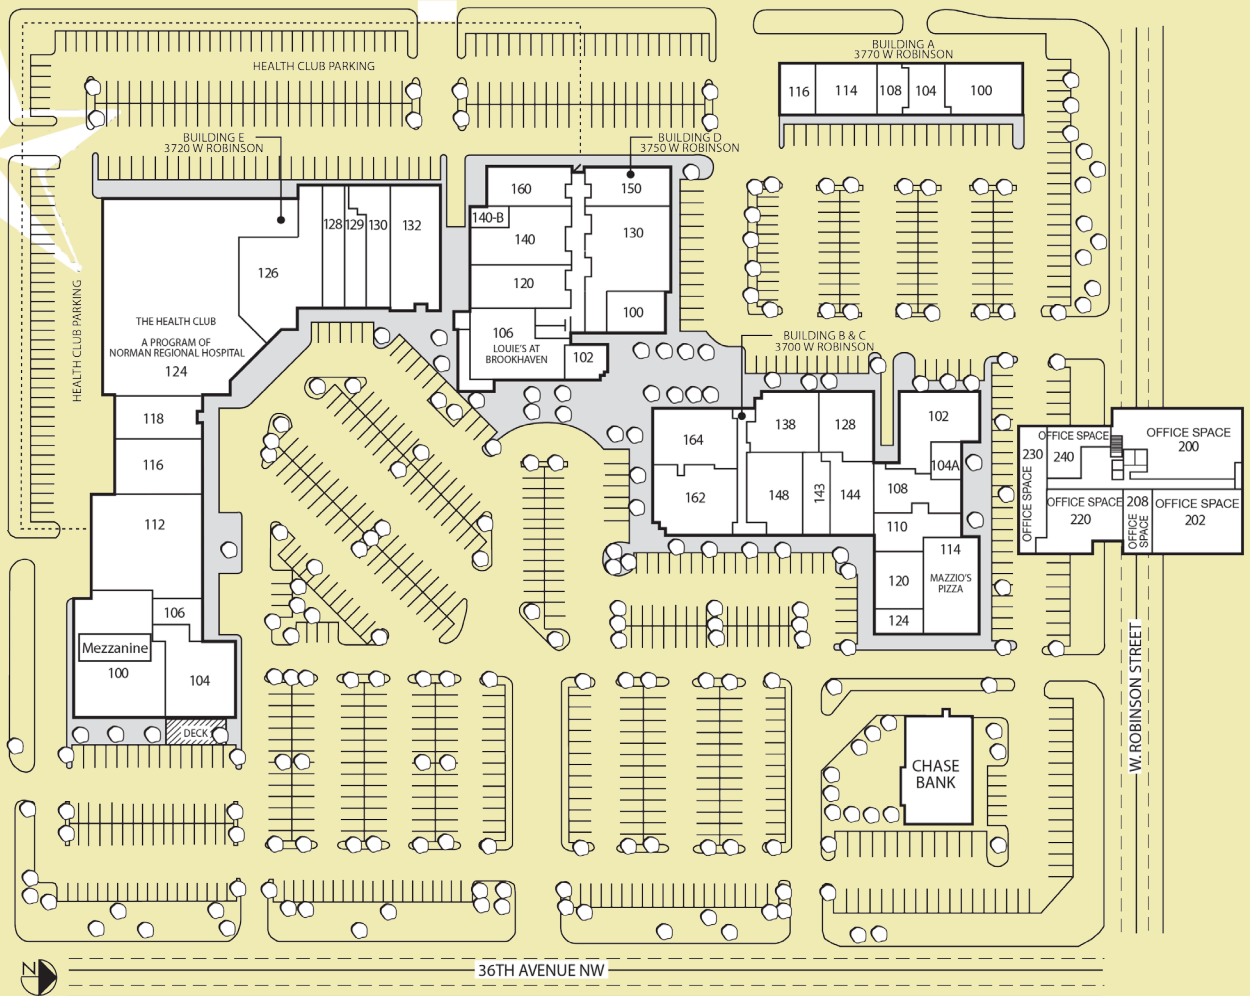 BUILDING A
3770 W ROBINSON
HEALTH CLUB PARKING
116
114
108
104
100
BUILDING E
3720 W ROBINSON
BUILDING D
3750 W ROBINSON
160
150
140-B
128
129
130
132
140
130
126
120
100
HEALTH CLUB PARKING
THE HEALTH CLUB
A PROGRAM OF
NORMAN REGIONAL HOSPITAL
124
106
LOUIE'S AT
BROOKHAVEN
102
BUILDING B & C
3700 W ROBINSON
118
116
112
164
138
128
102
104A
162
148
143
144
108
110
114
MAZZIO'S
PIZZA
120
124
OFFICE SPACE
230
OFFICE SPACE
240
OFFICE SPACE
200
OFFICE SPACE
220
208
OFFICE
SPACE
OFFICE SPACE
202
106
Mezzanine
100
104
DECK
CHASE
BANK
W. ROBINSON STREET
N
36TH AVENUE NW